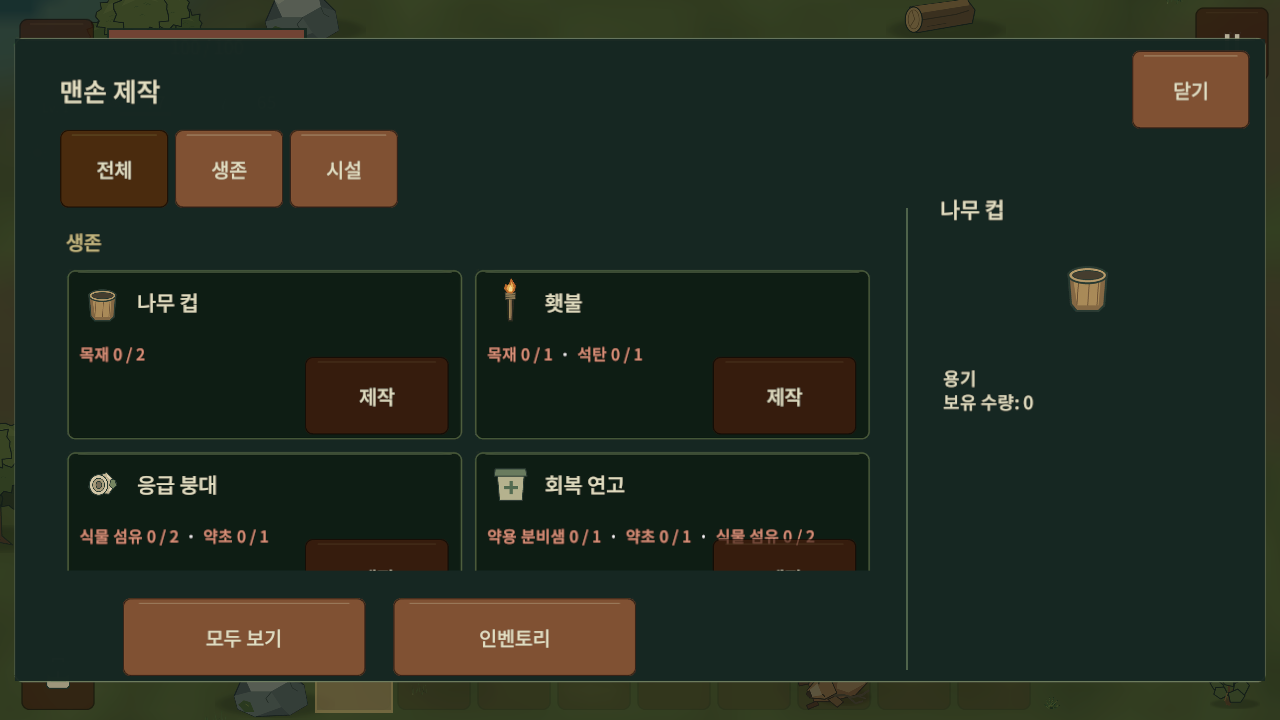 맨손 제작
닫기
전체
생존
시설
생존
나무 컵
목재 0 / 2
제작
횃불
목재 0 / 1 · 석탄 0 / 1
제작
응급 붕대
식물 섬유 0 / 2 · 약초 0 / 1
회복 연고
약용 분비샘 0 / 1 · 약초 0 / 1 · 식물 섬유 0 / 2
모두 보기
인벤토리
나무 컵
용기
보유 수량: 0